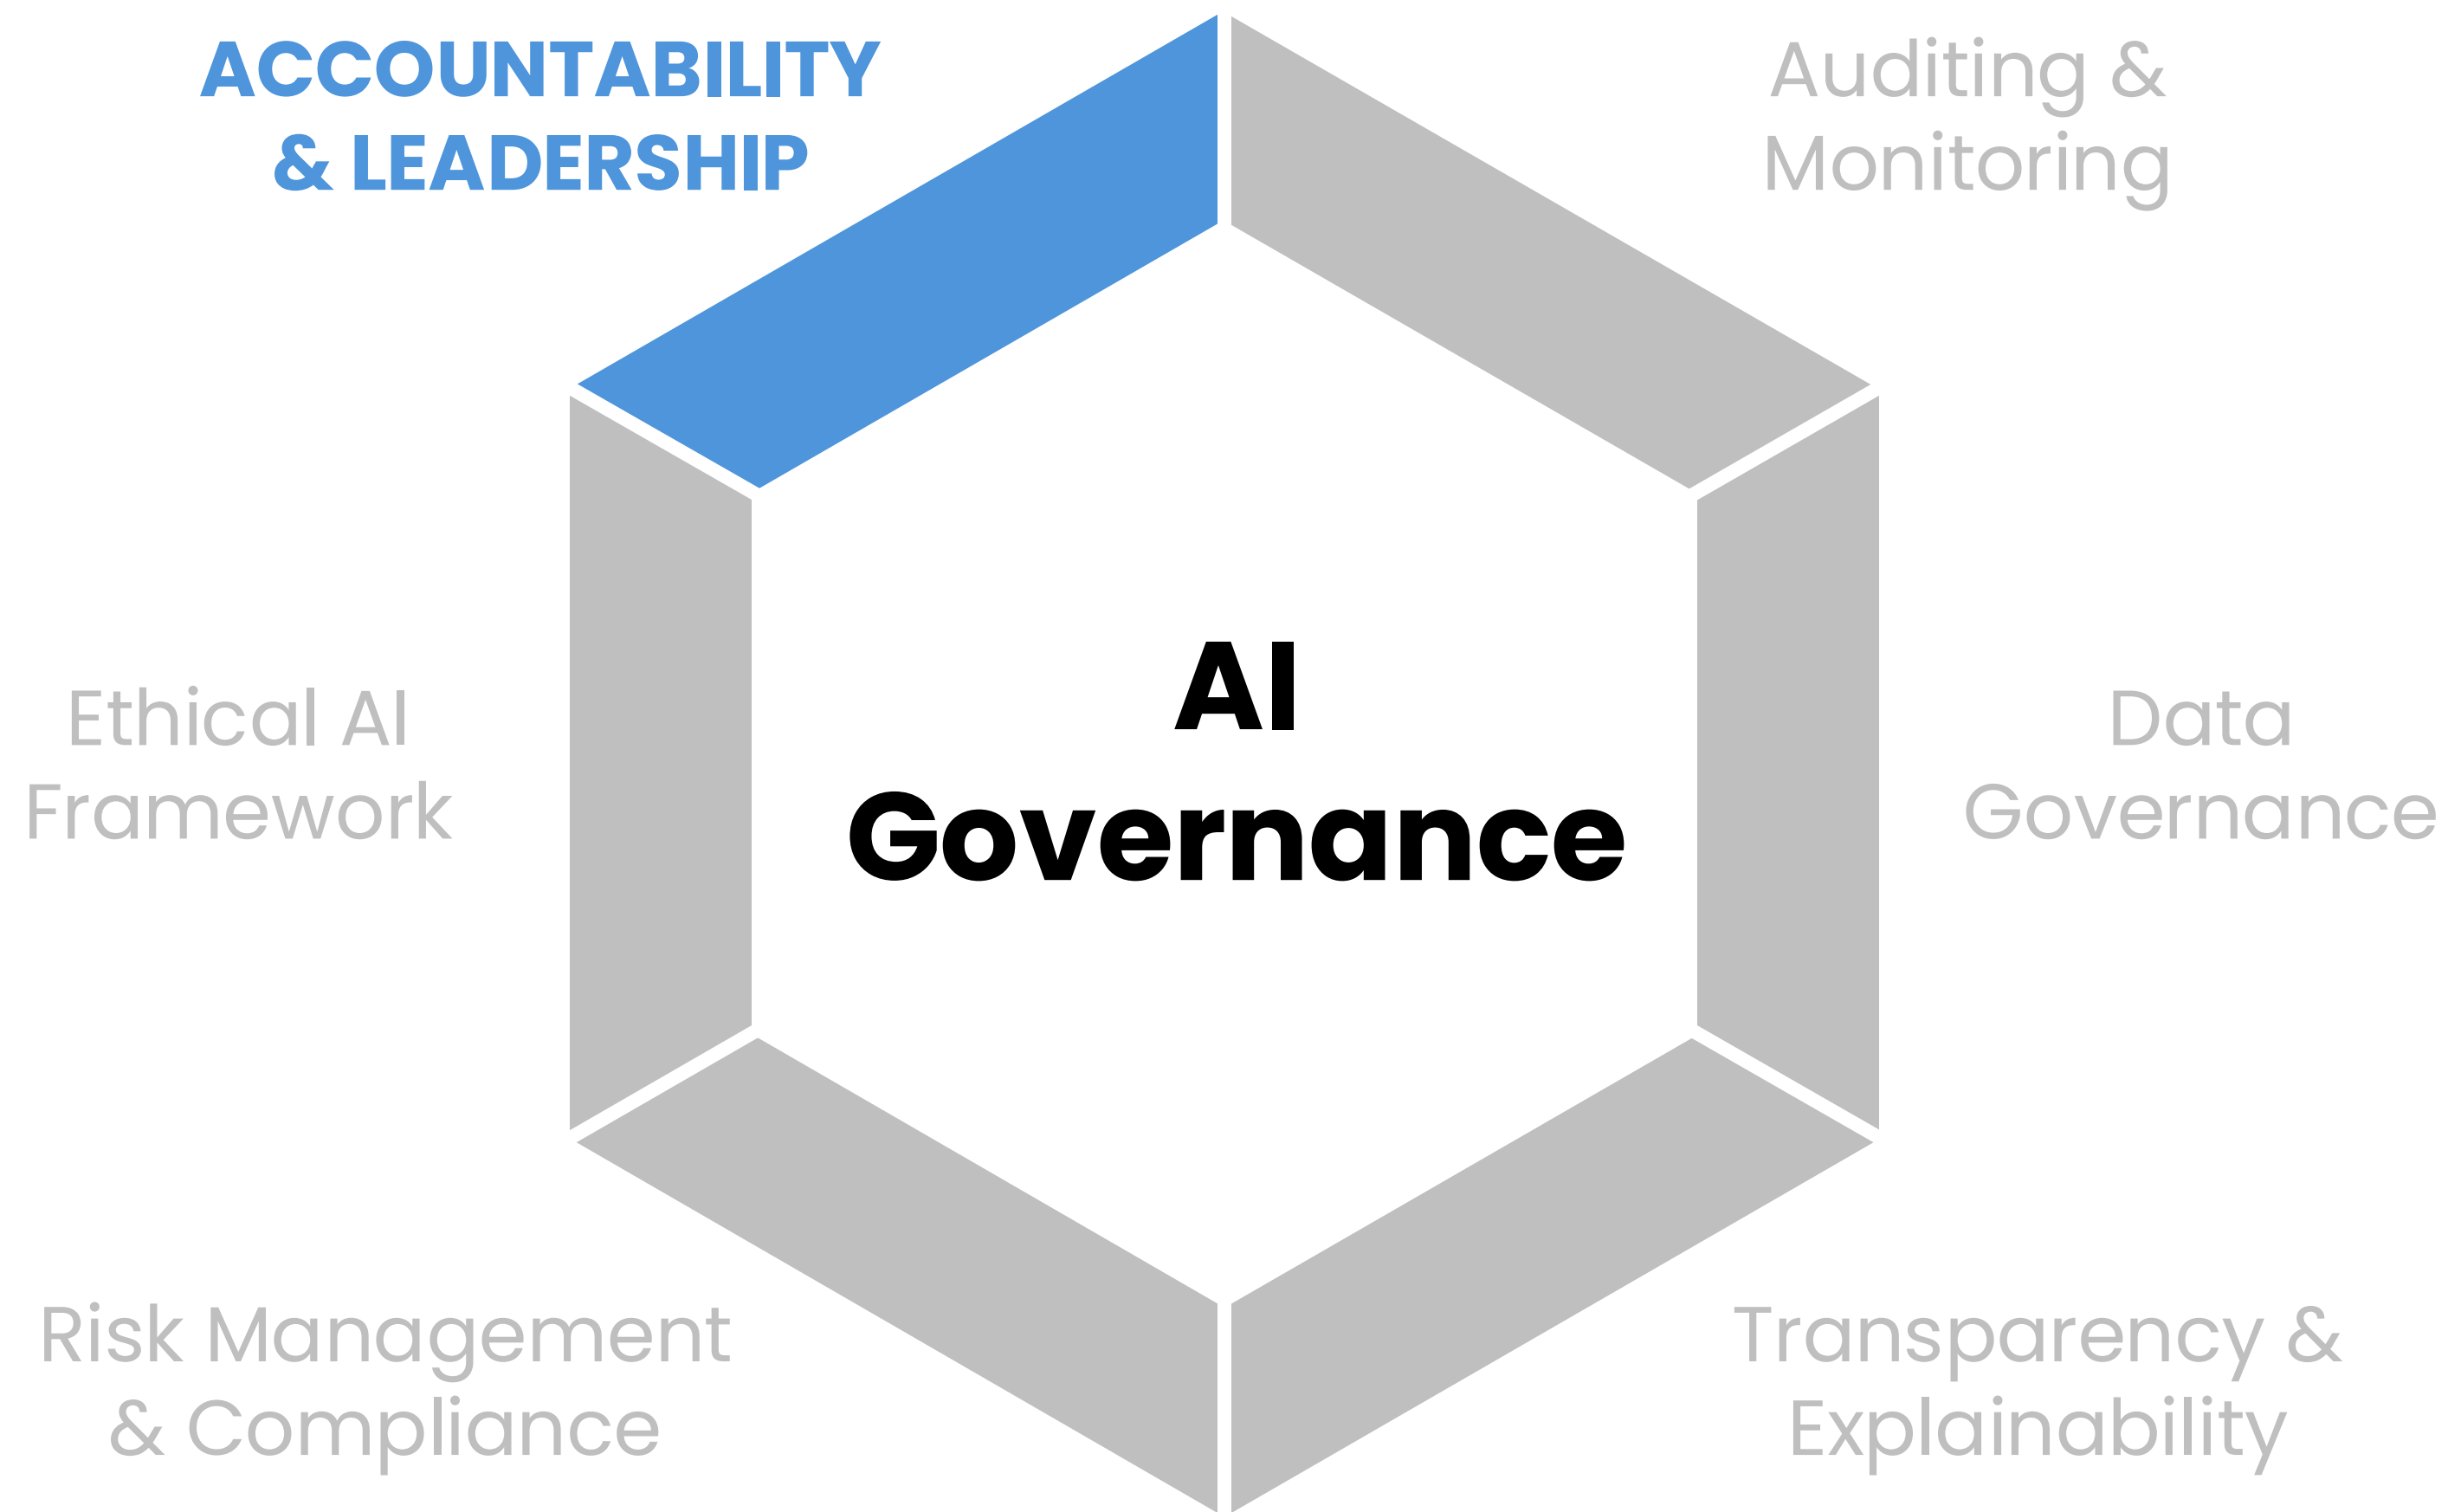 ACCOUNTABILITY
& LEADERSHIP
Auditing &
Monitoring
Ethical AI
Framework
AI
Governance
Data
Governance
Risk Management
& Compliance
Transparency &
Explainability